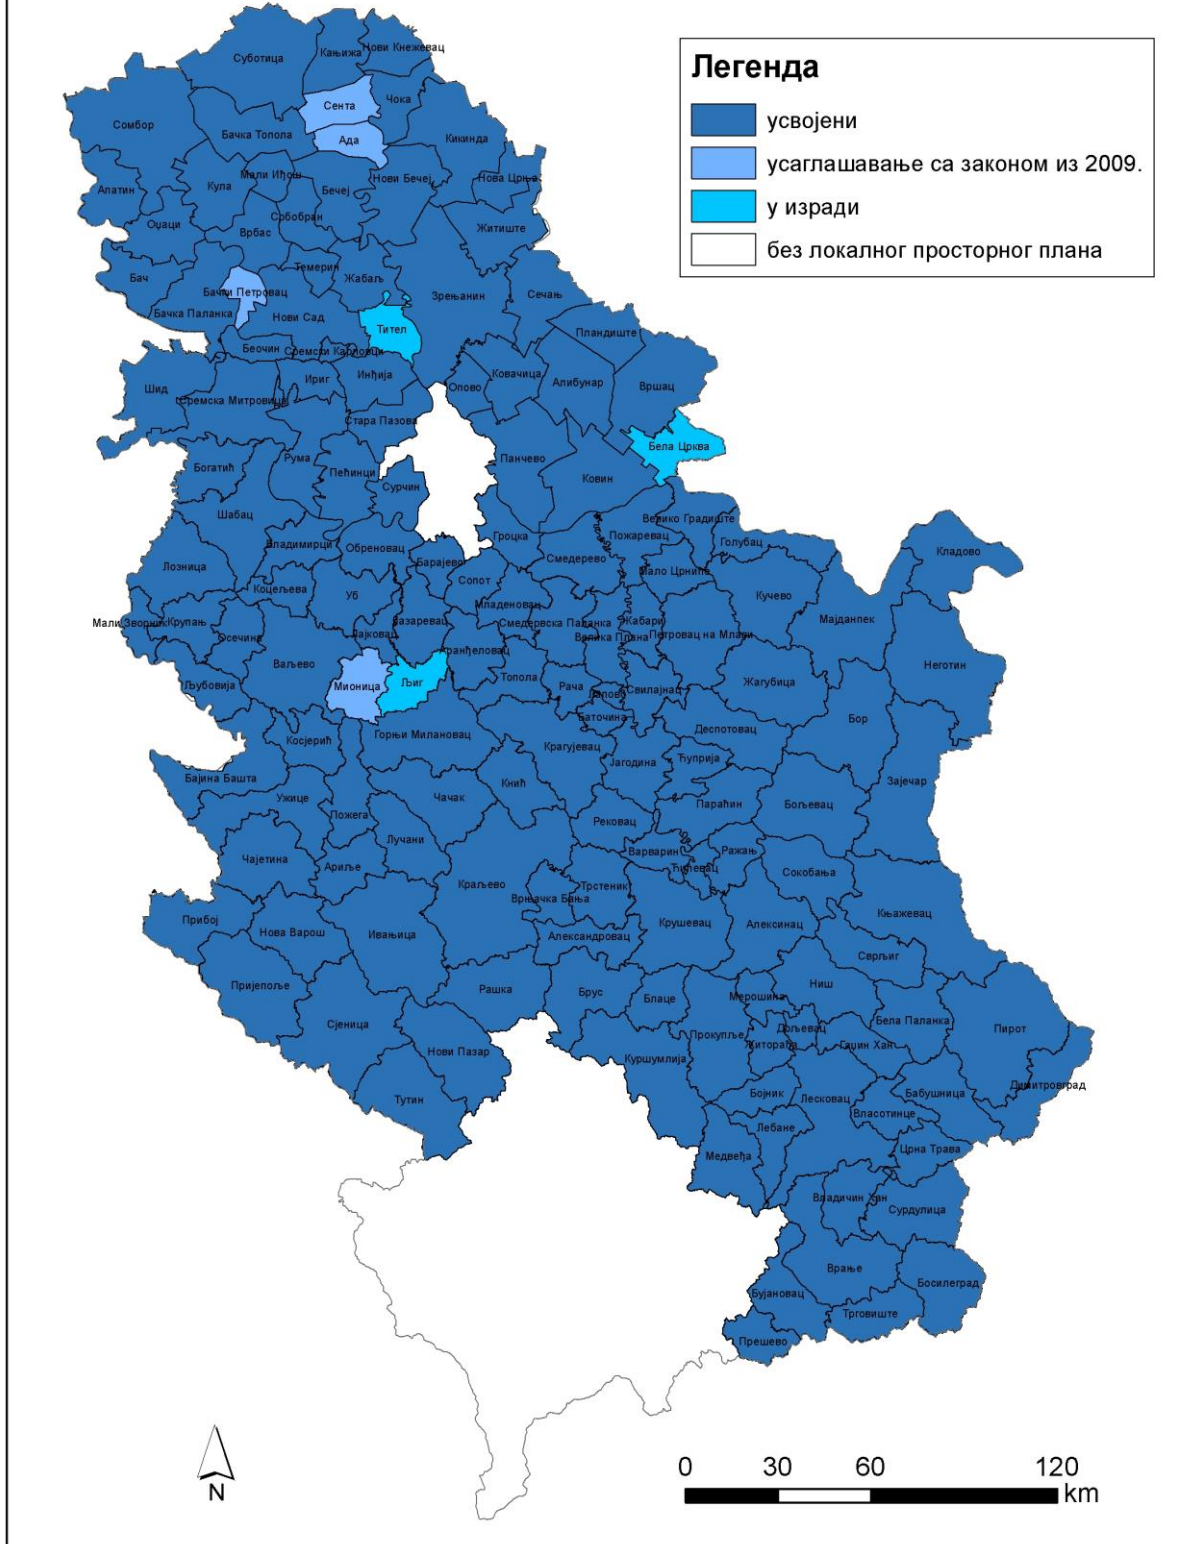 Легенда
усвојени
усаглашавање са законом из 2009.
у изради
без локалног просторног плана
Суботица
Кањижа
Нови Кнежевац
Сента
Чока
Сомбор
Бачка Топола
Ада
Кикинда
Апатин
Кула
Мали Иђош
Бечеј
Нови Бечеј
Нова Црња
Оџаци
Врбас
Србобран
Житиште
Бач
Темерин
Жабаљ
Бачки Петровац
Зрењанин
Сечањ
Бачка Паланка
Нови Сад
Тител
Пландиште
Беочин
Сремски Карловци
Шид
Сремска Митровица
Ириг
Инђија
Опово
Ковачица
Алибунар
Вршац
Стара Пазова
Бела Црква
Богатић
Рума
Пећинци
Сурчин
Панчево
Ковин
Шабац
Велико Градиште
Владимирци
Обреновац
Гроцка
Пожаревац
Голубац
Кладово
Лозница
Барајево
Смедерево
Мало Црниће
Коцељева
Уб
Сопот
Кучево
Мали Зворник
Крупањ
Осечина
Младеновац
Лазаревац
Смедервска Паланка
Жабари
Мајданпек
Лајковац
Велика Плана
Петровац на Млави
Ваљево
Аранђеловац
Неготин
Љубовија
Мионица
Љиг
Топола
Рача
Лапово
Свилајнац
Жагубица
Баточина
Бор
Косјерић
Горњи Милановац
Крагујевац
Деспотовац
Бајина Башта
Јагодина
Ћуприја
Зајечар
Ужице
Чачак
Кнић
Пожега
Параћин
Бољевац
Лучани
Рековац
Чајетина
Ариље
Варварин
Ражањ
Ћићевац
Сокобања
Краљево
Врњачка Бања
Трстеник
Прибој
Нова Варош
Ивањица
Крушевац
Алексинац
Књажевац
Александровац
Сврљиг
Пријепоље
Рашка
Брус
Блаце
Мерошина
Ниш
Сјеница
Бела Паланка
Пирот
Прокупље
Дољевац
Житорађа
Гаџин Хан
Нови Пазар
Куршумлија
Димитровград
Тутин
Бојник
Лесковац
Бабушница
Власотинце
Лебане
Медвеђа
Црна Трава
Владичин Хан
Сурдулица
Врање
Босилеград
Бујановац
Трговиште
Прешево
N
0 30 60 120
km